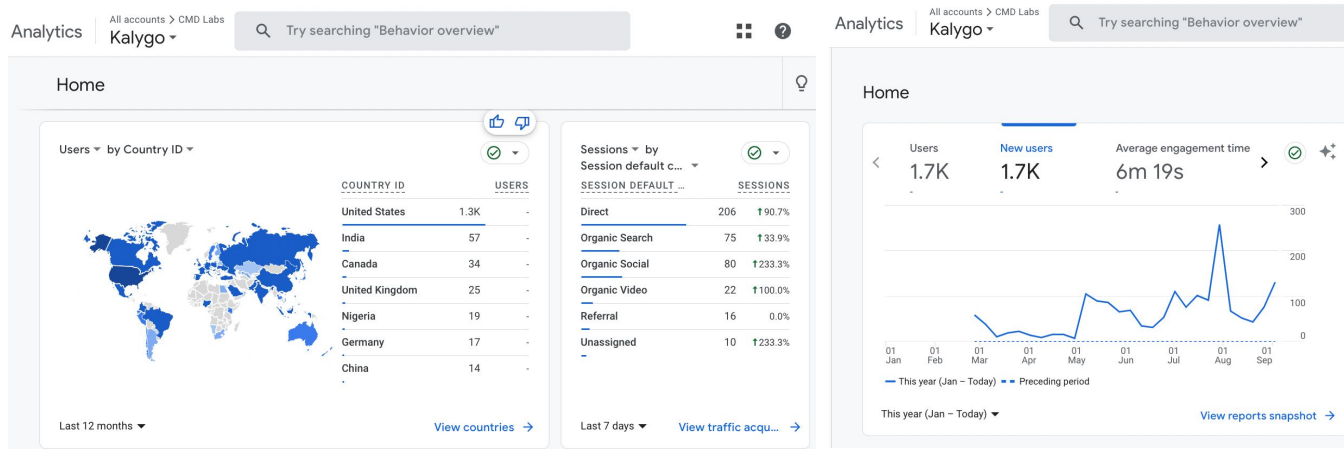 Analytics
All accounts > CMD Labs
Kalygo
Try searching "Behavior overview"
Home
Users by Country ID
COUNTRY ID USERS
United States 1.3K -
India 57 -
Canada 34 -
United Kingdom 25 -
Nigeria 19 -
Germany 17 -
China 14 -
Last 12 months
View countries →
Sessions by
Session default c...
SESSION DEFAULT ... SESSIONS
Direct 206 ↑90.7%
Organic Search 75 ↑33.9%
Organic Social 80 ↑233.3%
Organic Video 22 ↑100.0%
Referral 16 0.0%
Unassigned 10 ↑233.3%
Last 7 days
View traffic acqu... →
Analytics
All accounts > CMD Labs
Kalygo
Try searching "Behavior overview"
Home
Users New users Average engagement time
1.7K 1.7K 6m 19s
- - -
300
200
100
0
01 01 01 01 01 01 01 01 01
Jan Feb Mar Apr May Jun Jul Aug Sep
This year (Jan – Today) Preceding period
This year (Jan – Today)
View reports snapshot →